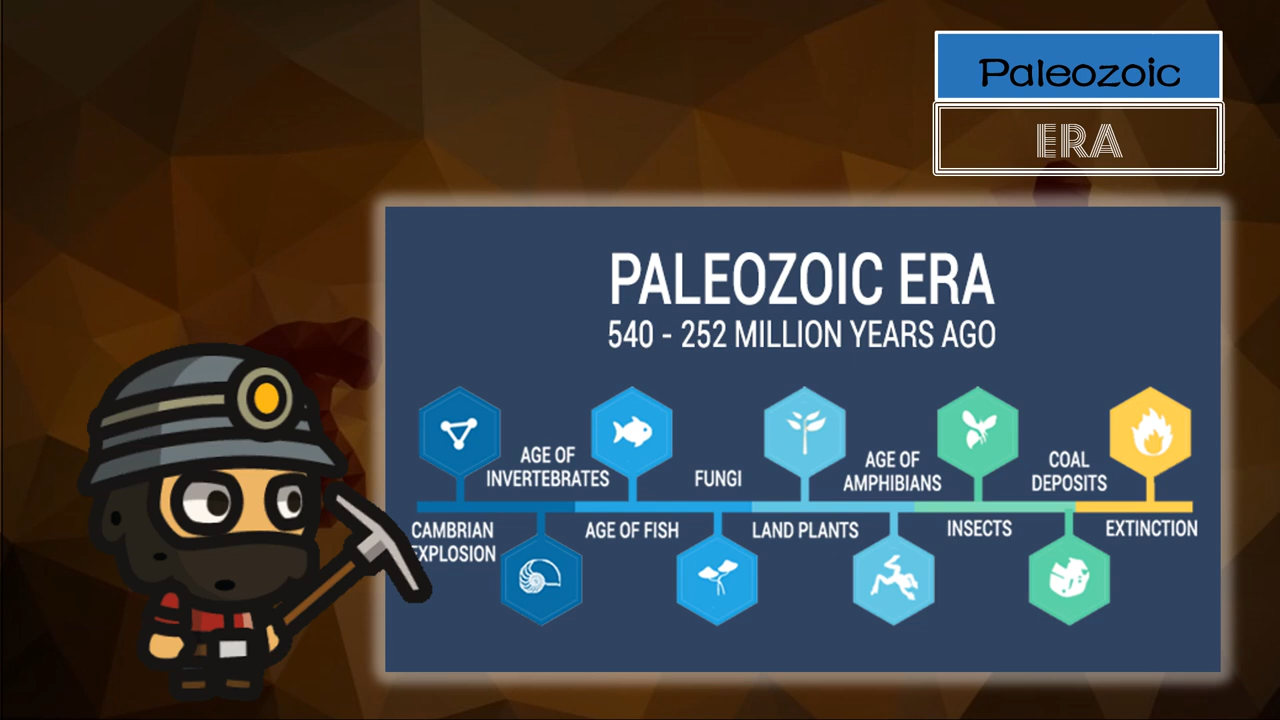 Paleozoic
ERA
PALEOZOIC ERA
540 - 252 MILLION YEARS AGO
CAMBRIAN
EXPLOSION
AGE OF
INVERTEBRATES
AGE OF FISH
FUNGI
LAND PLANTS
AGE OF
AMPHIBIANS
INSECTS
COAL
DEPOSITS
EXTINCTION